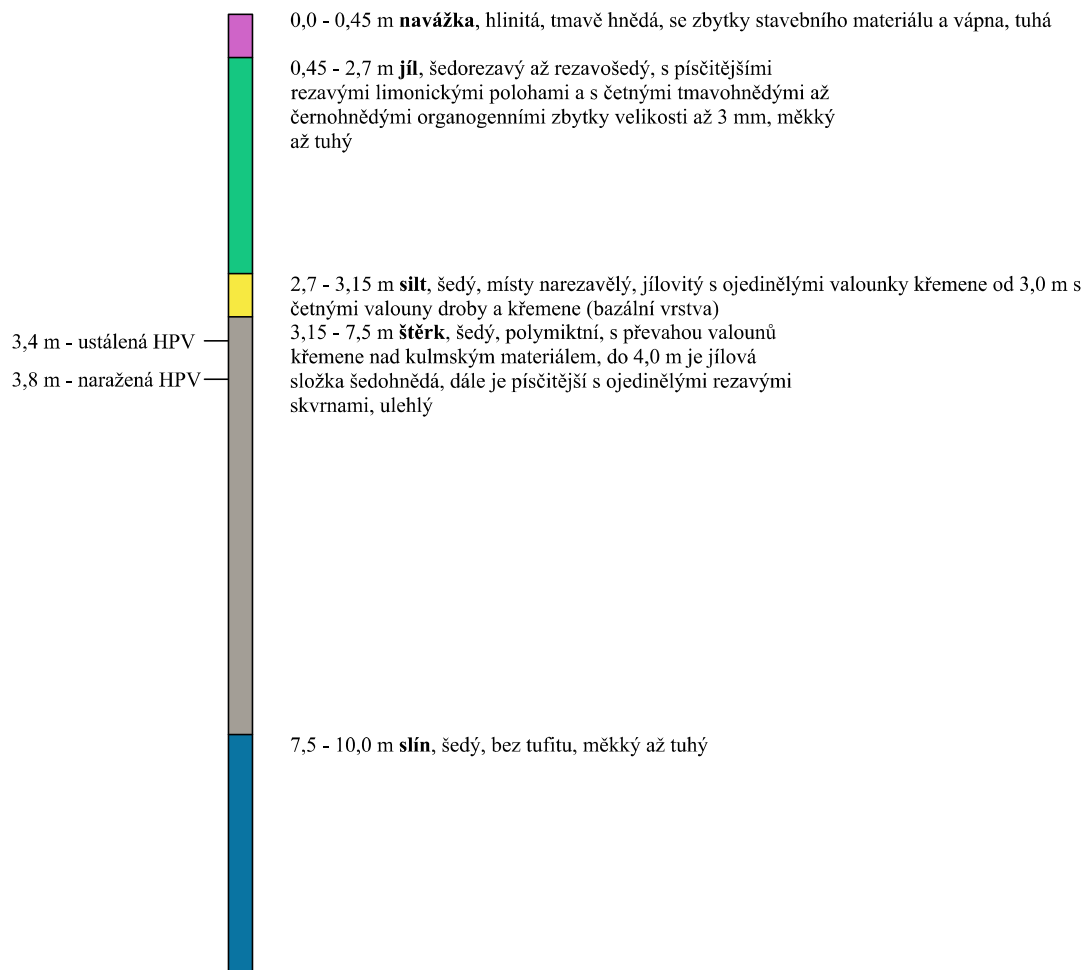 0,0 - 0,45 m navážka, hlinitá, tmavě hnědá, se zbytky stavebního materiálu a vápna, tuhá
0,45 - 2,7 m jíl, šedorezavý až rezavošedý, s písčitějšími
rezavými limonickými polohami a s četnými tmavohnědými až
černohnědými organogenními zbytky velikosti až 3 mm, měkký
až tuhý
2,7 - 3,15 m silt, šedý, místy narezavělý, jílovitý s ojedinělými valounky křemene od 3,0 m s
četnými valouny droby a křemene (bazální vrstva)
3,15 - 7,5 m štěrk, šedý, polymiktní, s převahou valounů
křemene nad kulmským materiálem, do 4,0 m je jílová
složka šedohnědá, dále je písčitější s ojedinělými rezavými
skvrnami, ulehlý
3,4 m - ustálená HPV
3,8 m - naražená HPV
7,5 - 10,0 m slín, šedý, bez tufitu, měkký až tuhý